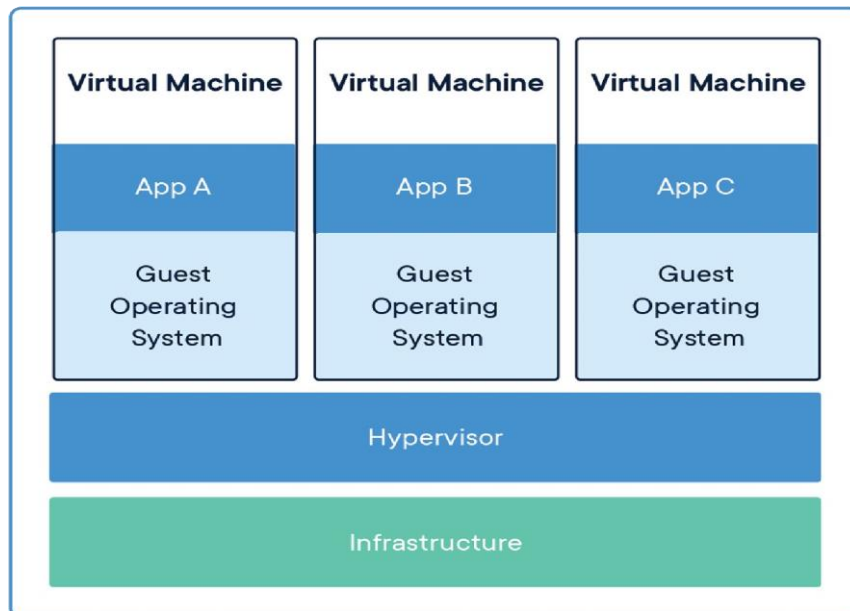 Virtual Machine
App A
Guest
Operating
System
Virtual Machine
App B
Guest
Operating
System
Virtual Machine
App C
Guest
Operating
System
Hypervisor
Infrastructure